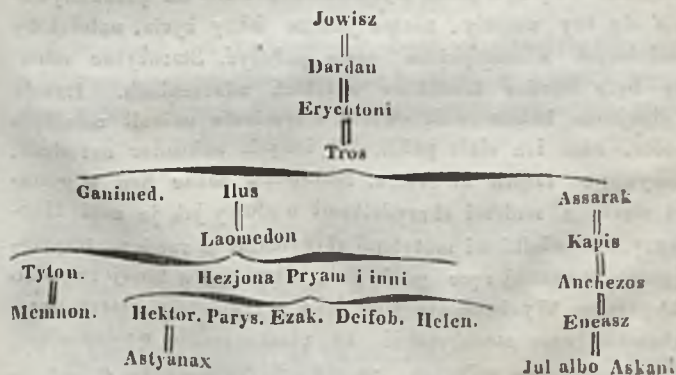 Jowisz
Dardan
Erychtoni
Tros
Ganimed. Ilus Assarak
Laomedon Kapis
Tyton. Hezjona Pryam i inni Anchezos
Memnon. Hektor. Parys. Ezak. Deifob. Helen. Eneasz
Astyanax Jul albo Askani